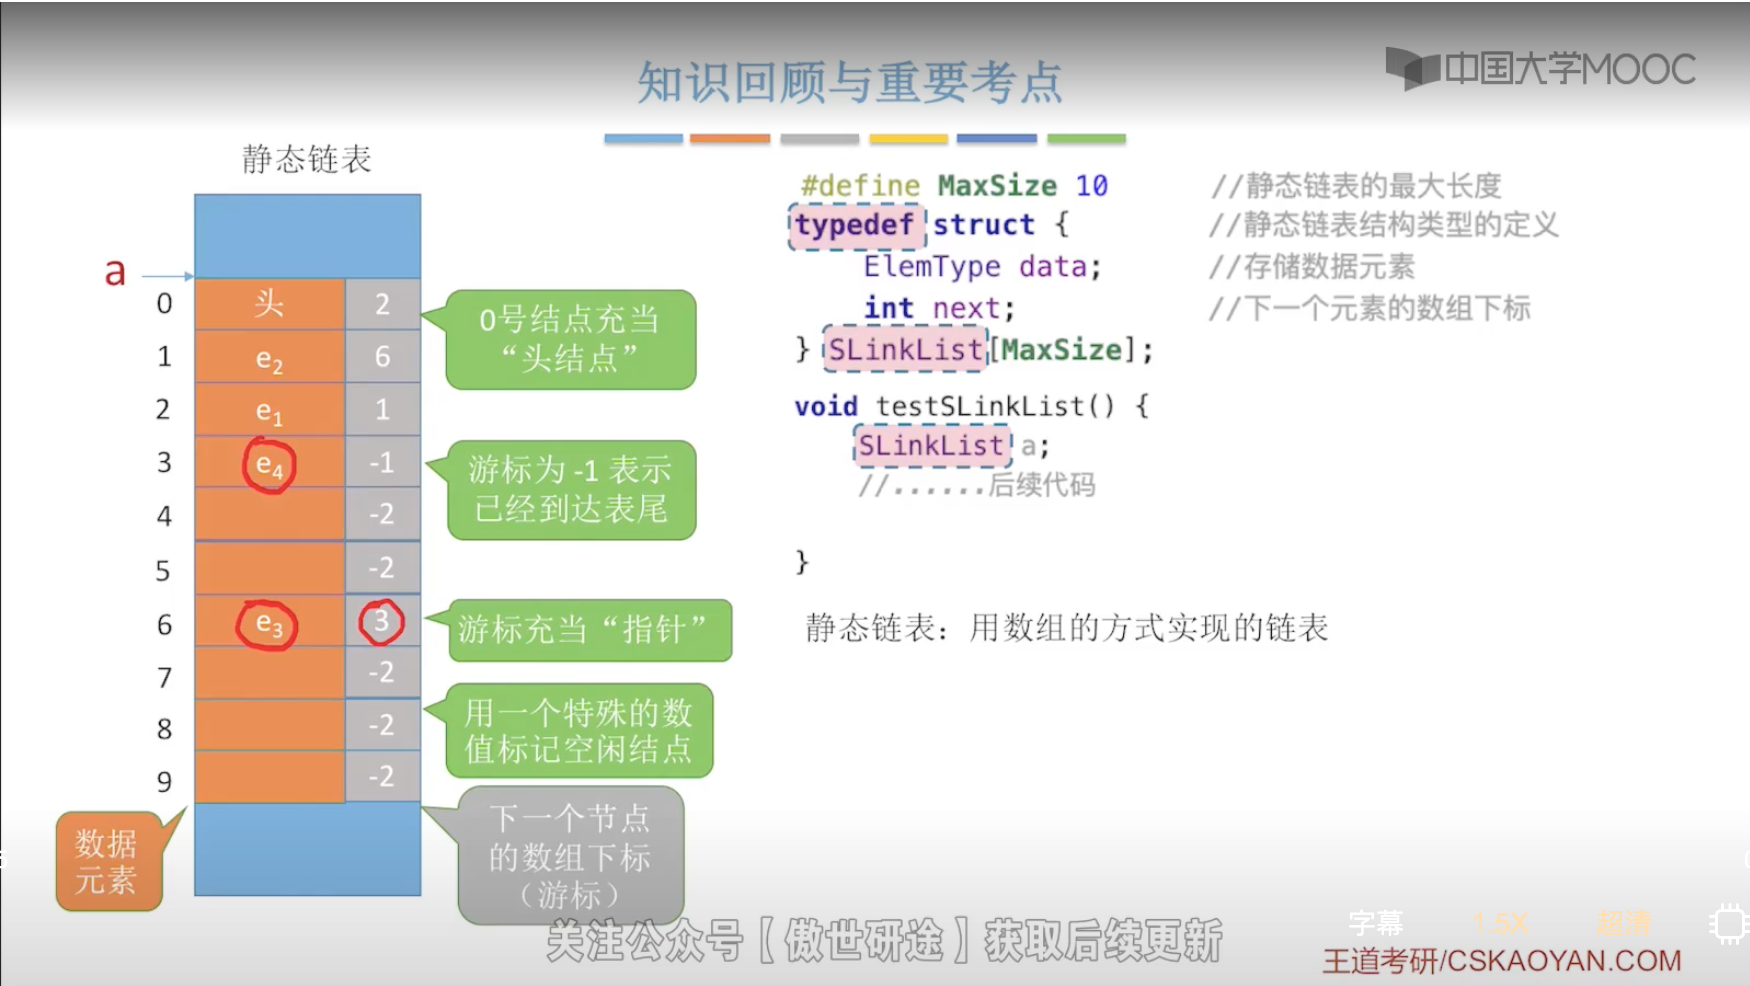 中国大学MOOC
知识回顾与重要考点
静态链表
a
0 头 2
1 e2 6
2 e1 1
3 e4 -1
4 -2
5 -2
6 e3 3
7 -2
8 -2
9 -2
数据
元素
0号结点充当
“头结点”
游标为 -1 表示
已经到达表尾
游标充当“指针”
用一个特殊的数
值标记空闲结点
下一个节点
的数组下标
（游标）
#define MaxSize 10 //静态链表的最大长度
typedef struct { //静态链表结构类型的定义
ElemType data; //存储数据元素
int next; //下一个元素的数组下标
} SLinkList[MaxSize];
void testSLinkList() {
SLinkList a;
//......后续代码
}
静态链表：用数组的方式实现的链表
关注公众号【傲世研途】获取后续更新
字幕 1.5X 超清
王道考研/CSKAOYAN.COM